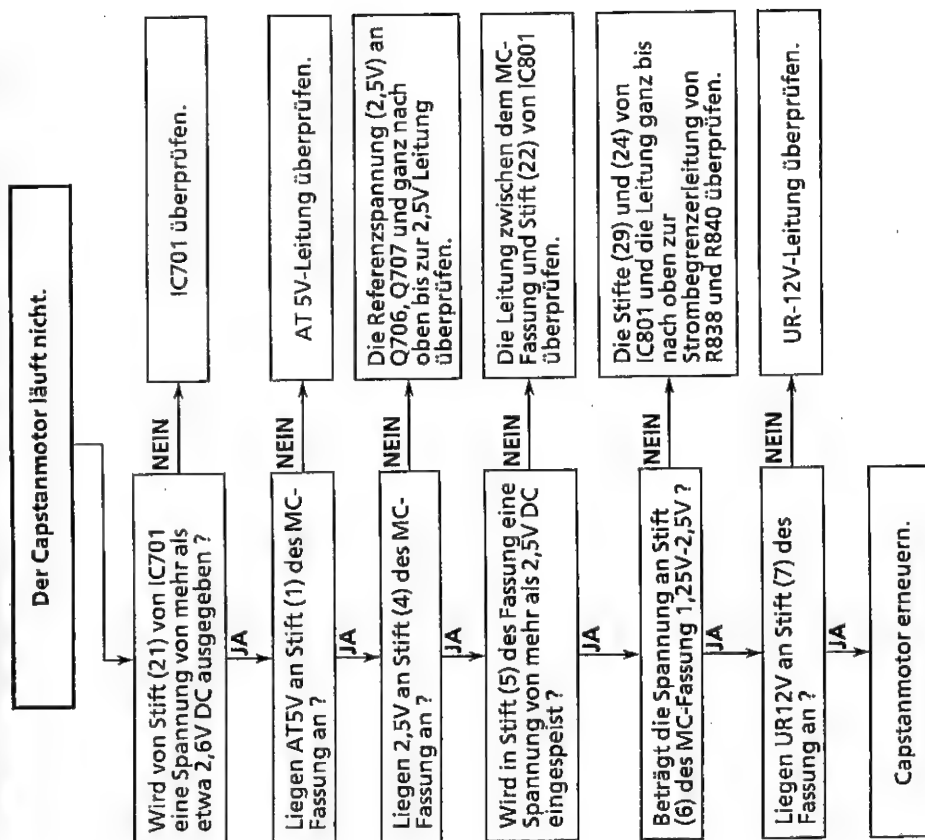 Der Capstanmotor läuft nicht.
Wird von Stift (21) von IC701
eine Spannung von mehr als
etwa 2,6V DC ausgegeben ?
NEIN
IC701 überprüfen.
JA
Liegen AT5V an Stift (1) des MC-
Fassung an ?
NEIN
AT5V-Leitung überprüfen.
JA
Liegen 2,5V an Stift (4) des MC-
Fassung an ?
NEIN
Die Referenzspannung (2,5V) an
Q706, Q707 und ganz nach
oben bis zur 2,5V Leitung
überprüfen.
JA
Wird in Stift (5) des Fassung eine
Spannung von mehr als 2,5V DC
eingespeist ?
NEIN
Die Leitung zwischen dem MC-
Fassung und Stift (22) von IC801
überprüfen.
JA
Beträgt die Spannung an Stift
(6) des MC-Fassung 1,25V-2,5V ?
NEIN
Die Stifte (29) und (24) von
IC801 und die Leitung ganz bis
nach oben zur
Strombegrenzerleitung von
R838 und R840 überprüfen.
JA
Liegen UR12V an Stift (7) des
Fassung an ?
NEIN
UR-12V-Leitung überprüfen.
JA
Capstanmotor erneuern.